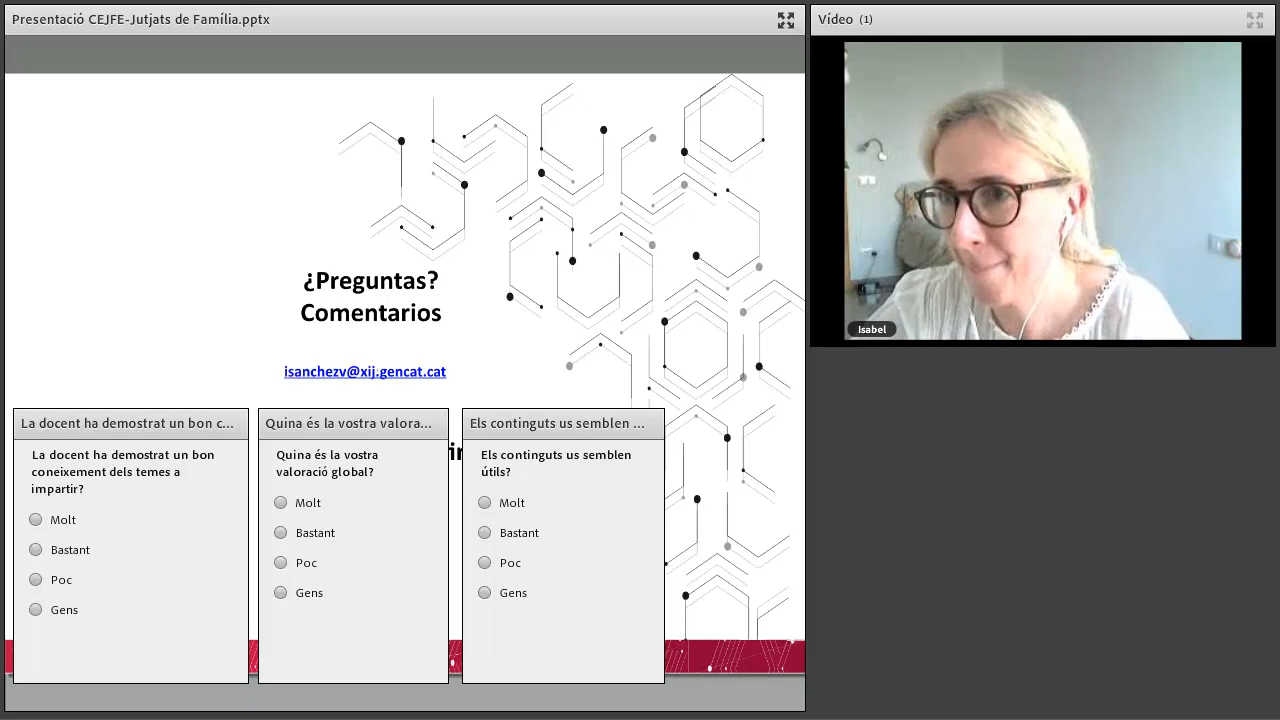 Presentació CEJFE-Jutjats de Família.pptx
Vídeo (1)
¿Preguntas?
Comentarios
isanchezv@xij.gencat.cat
La docent ha demostrat un bon c...
La docent ha demostrat un bon
coneixement dels temes a
impartir?
Molt
Bastant
Poc
Gens
Quina és la vostra valora...
Quina és la vostra
valoració global?
Molt
Bastant
Poc
Gens
Els continguts us semblen ...
Els continguts us semblen
útils?
Molt
Bastant
Poc
Gens
Isabel